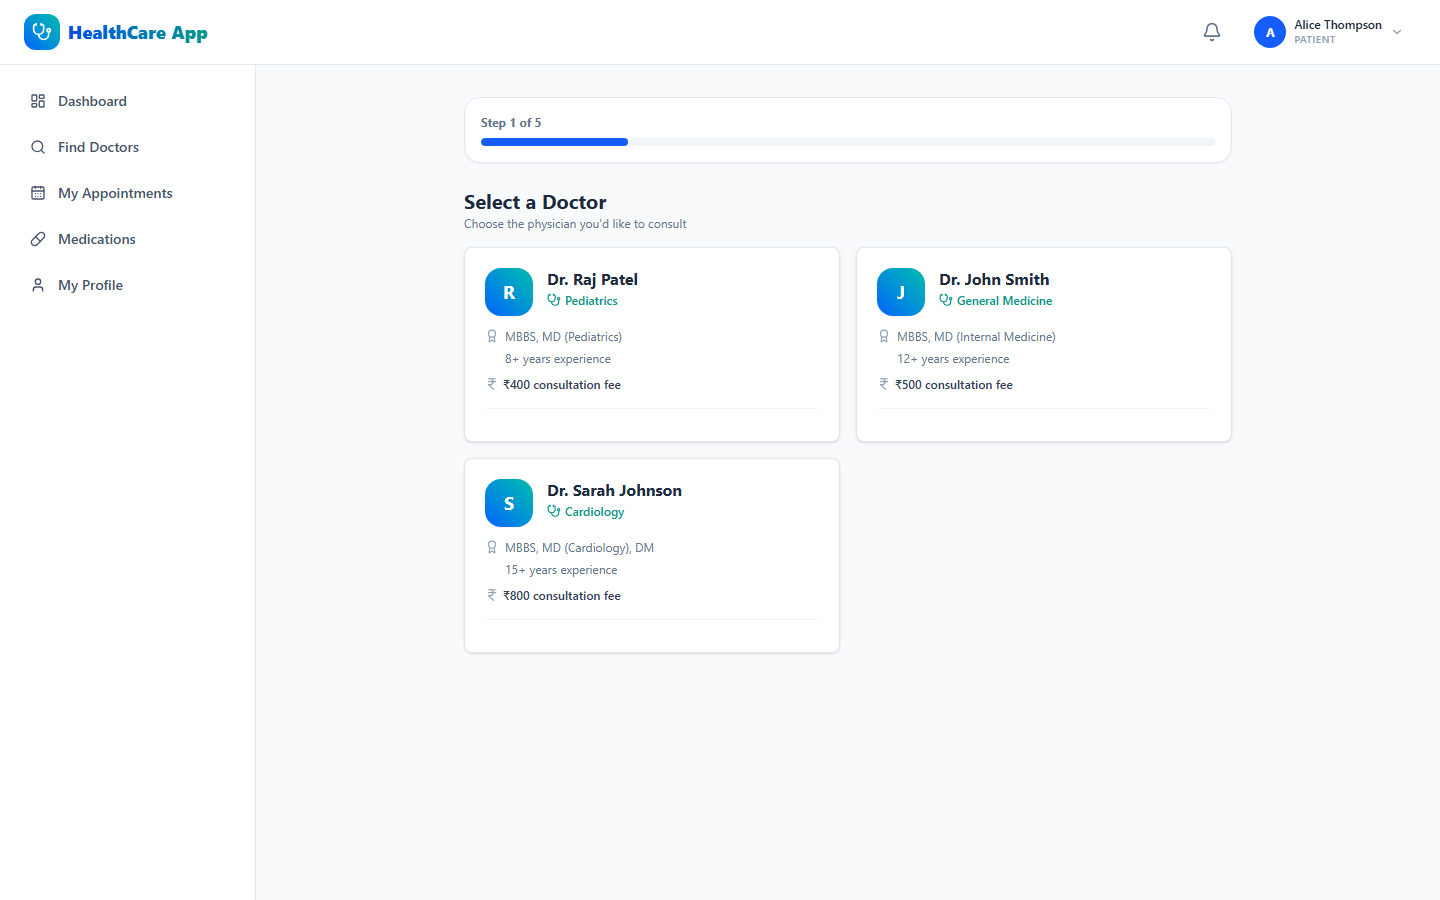 HealthCare App
A
Alice Thompson
PATIENT
Dashboard
Find Doctors
My Appointments
Medications
My Profile
Step 1 of 5
Select a Doctor
Choose the physician you'd like to consult
R
Dr. Raj Patel
Pediatrics
MBBS, MD (Pediatrics)
8+ years experience
₹400 consultation fee
J
Dr. John Smith
General Medicine
MBBS, MD (Internal Medicine)
12+ years experience
₹500 consultation fee
S
Dr. Sarah Johnson
Cardiology
MBBS, MD (Cardiology), DM
15+ years experience
₹800 consultation fee